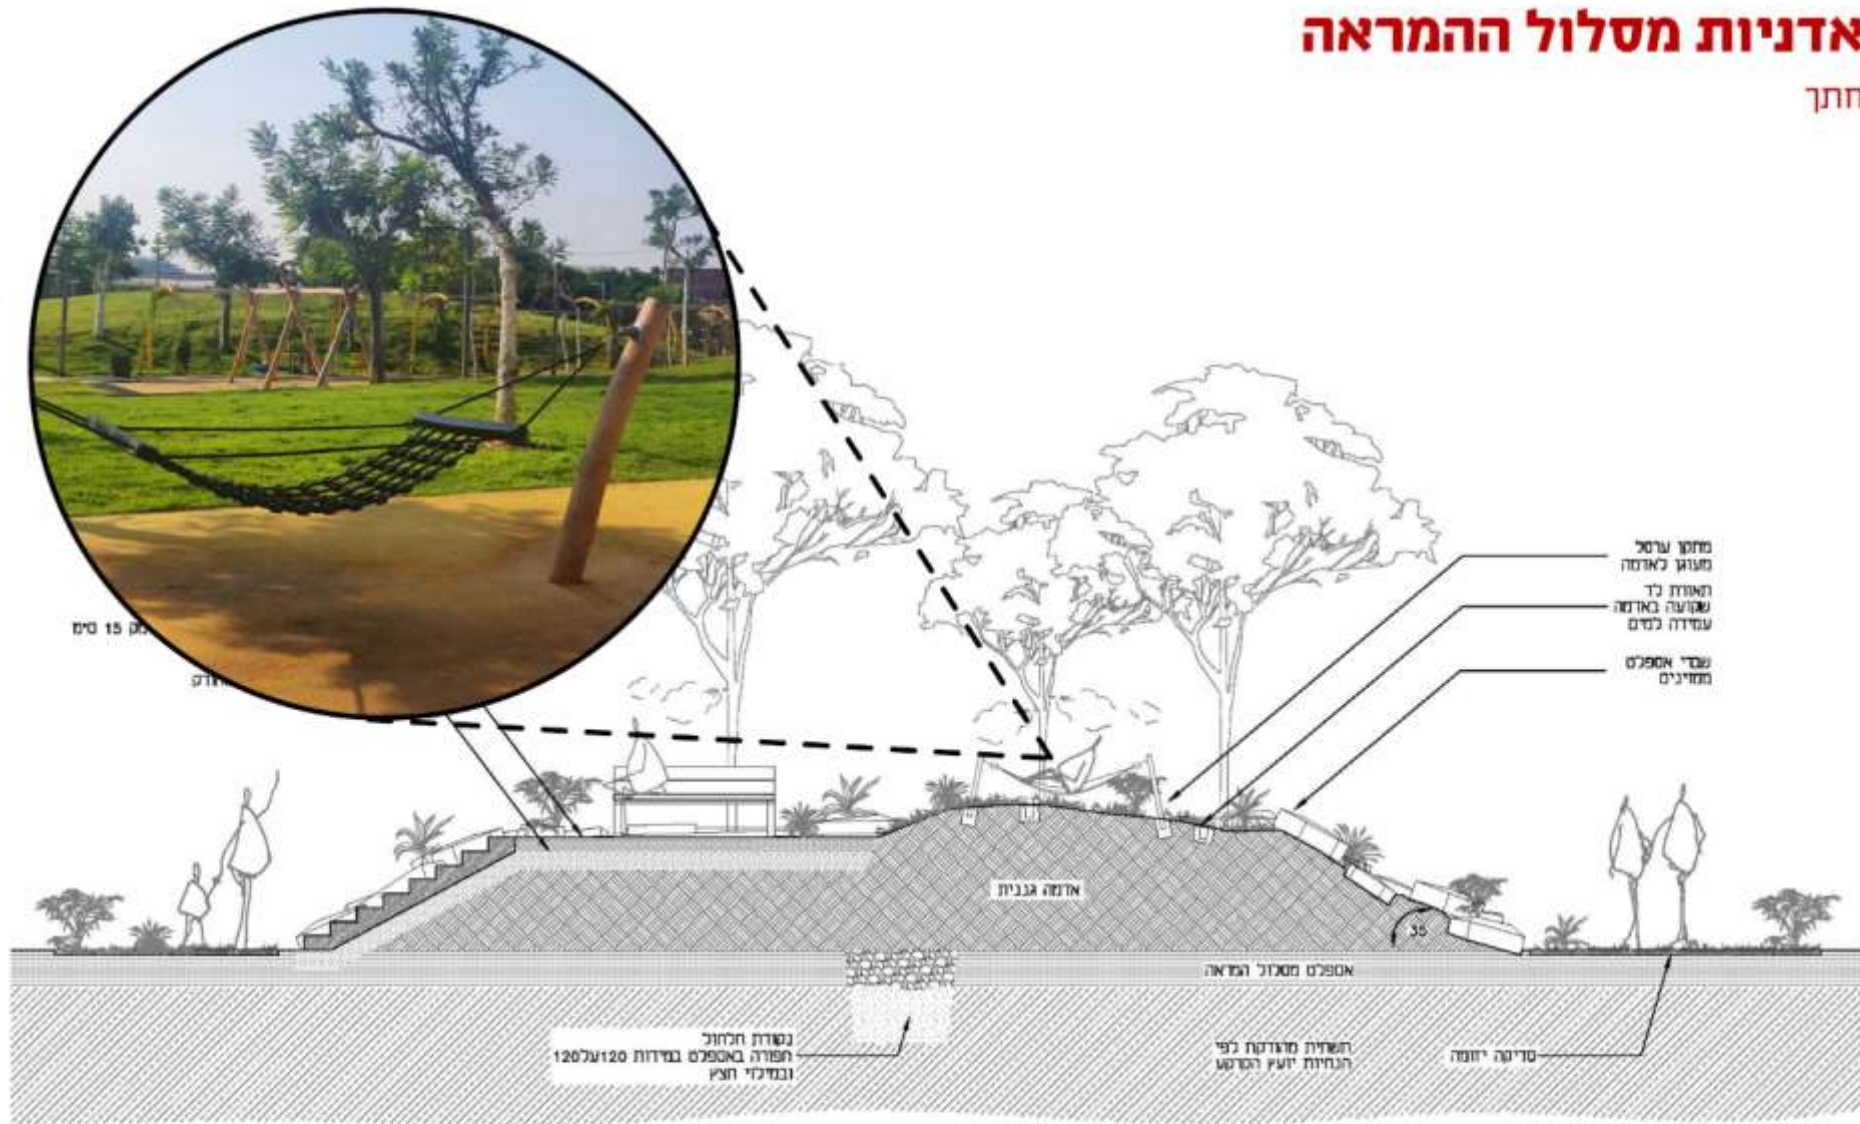 אדניות מסלול ההמראה
חתך
מתקן ערסל
מעוגן לאדמה
תאורת לד
שקועה באדמה
עמידה למים
שברי אספלט
ממוינים
15 ס״מ
אדמה גננית
35
אספלט מסלול המראה
נקודת חלחול
חפורה באספלט במידות 120על120
ובמילוי חצץ
תשתית מהודקת לפי
הנחיות יועץ הקרקע
סדיקה יזומה